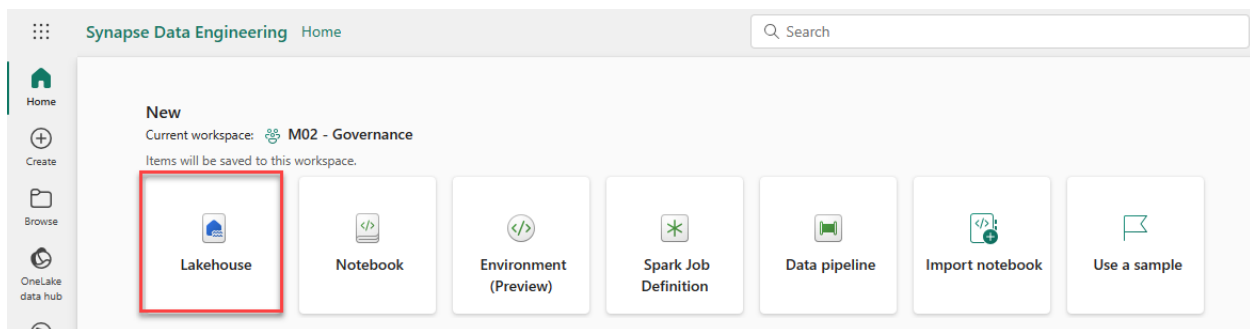 Synapse Data Engineering Home
Search
Home
Create
Browse
OneLake
data hub
New
Current workspace: M02 - Governance
Items will be saved to this workspace.
Lakehouse
Notebook
Environment
(Preview)
Spark Job
Definition
Data pipeline
Import notebook
Use a sample